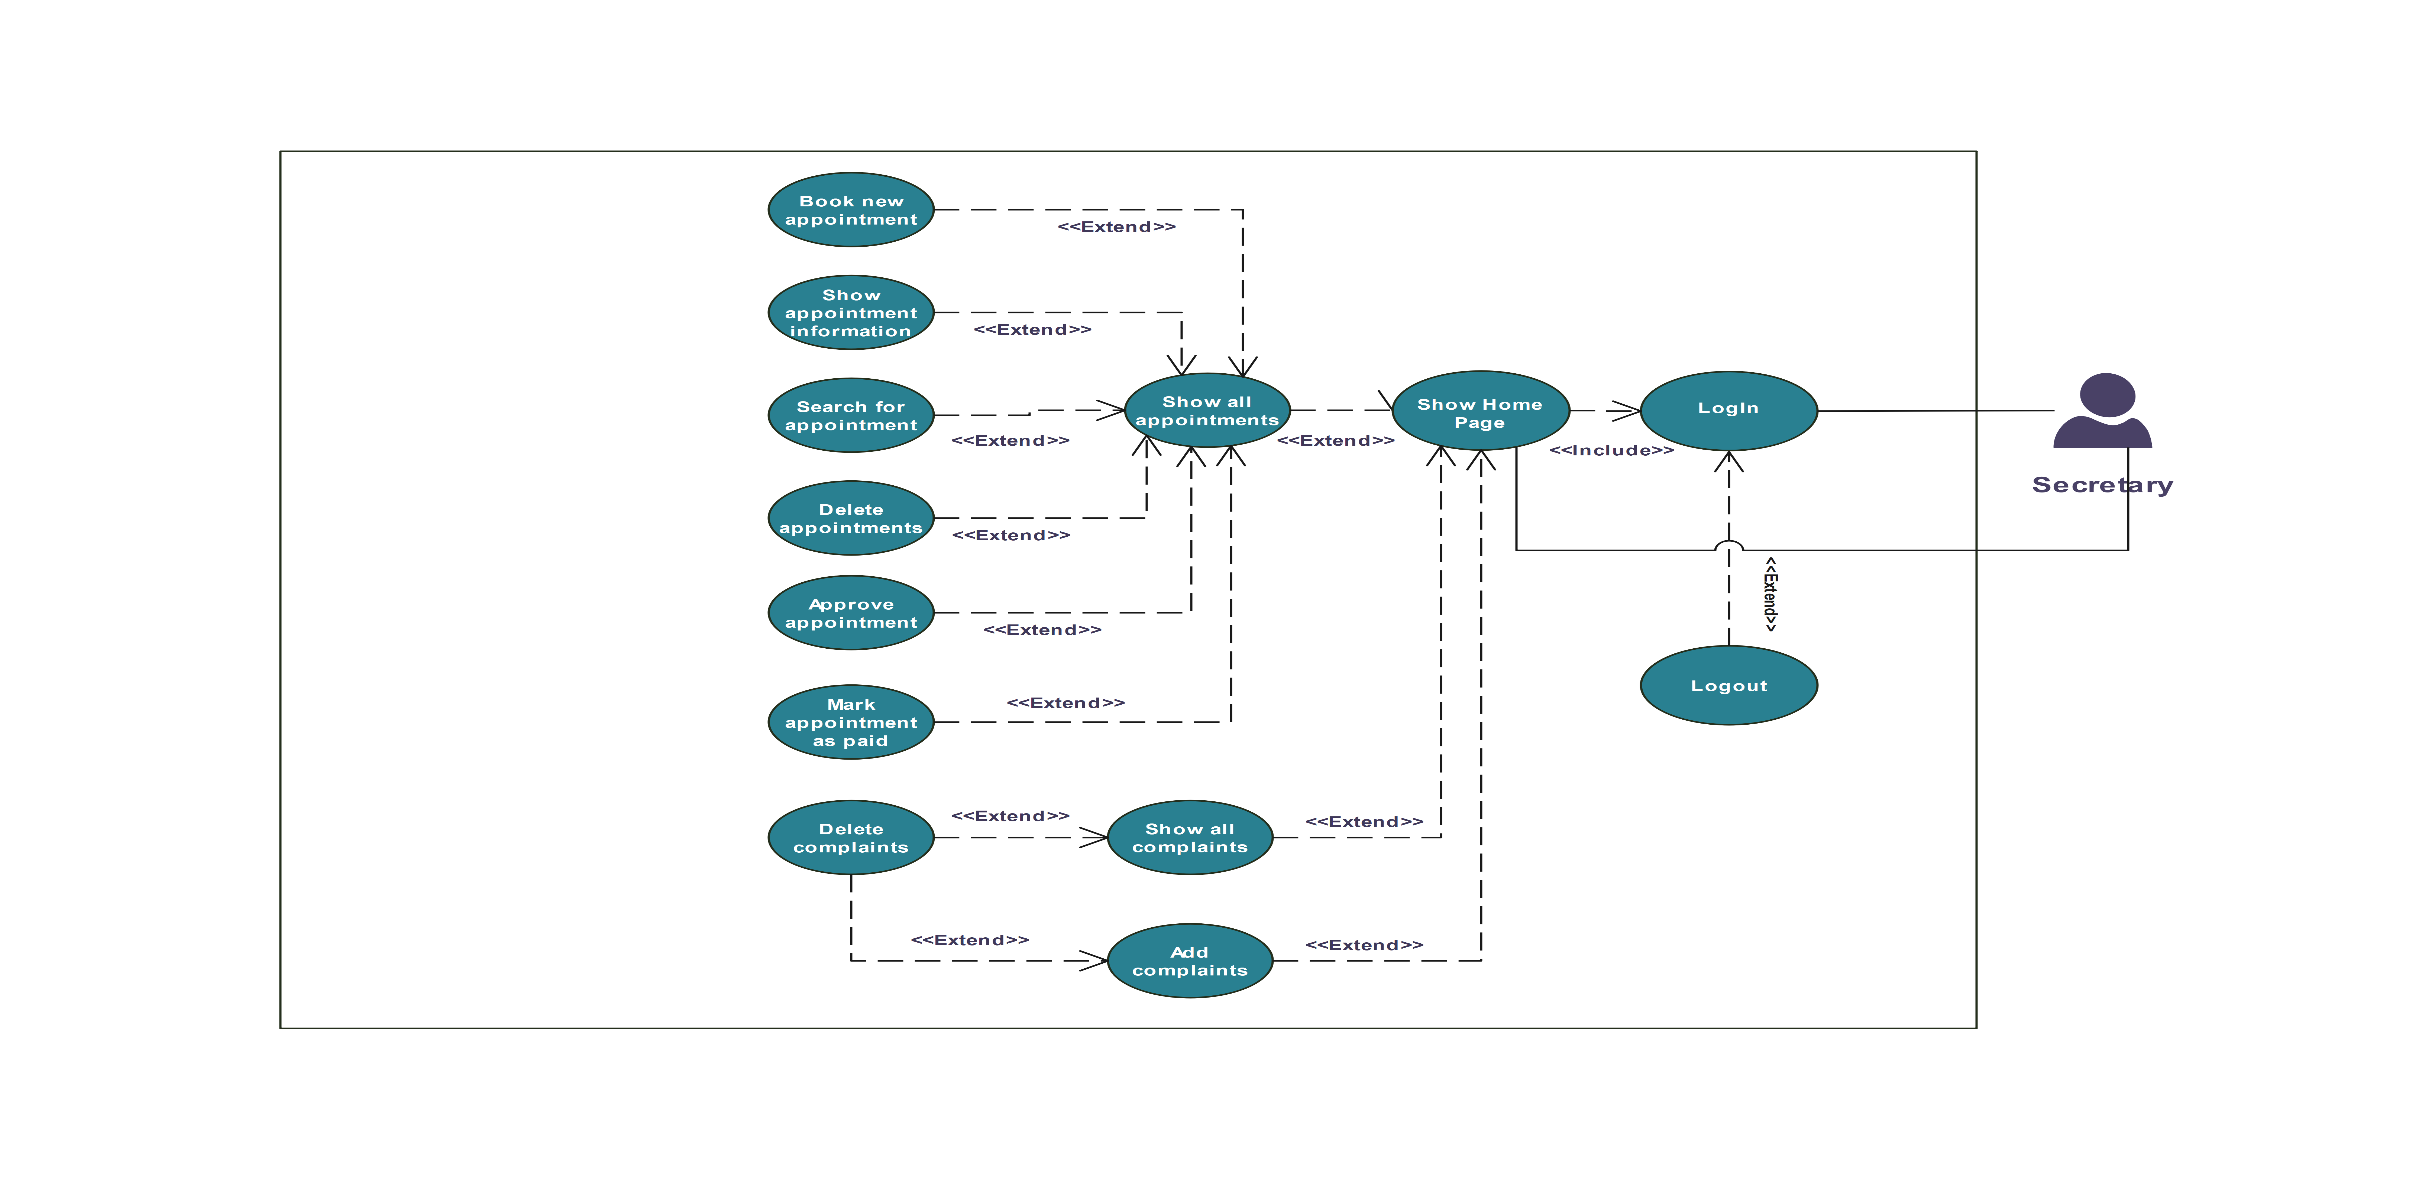 Book new
appointment
<<Extend>>
Show
appointment
information
<<Extend>>
Search for
appointment
<<Extend>>
Show all
appointments
<<Extend>>
Show Home
Page
<<Include>>
LogIn
Secretary
Delete
appointments
<<Extend>>
Approve
appointment
<<Extend>>
<<Extend>>
Logout
Mark
appointment
as paid
<<Extend>>
Delete
complaints
<<Extend>>
Show all
complaints
<<Extend>>
<<Extend>>
Add
complaints
<<Extend>>